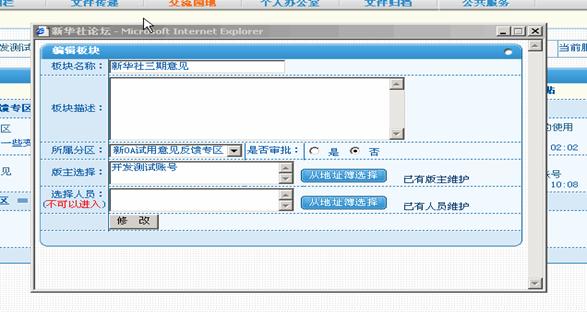 文件传递 交流园地 个人办公室 文件归档 公共服务
新华社论坛 - Microsoft Internet Explorer
发测试
当前用
编辑板块
板块名称: 新华社三期意见
板块描述:
馈专区
区
的使用
一些变
02:02
所属分区: 新OA试用意见反馈专区 是否审批: 是 否
版主选择: 开发测试账号 从地址簿选择 已有版主维护
见
账号
10:08
选择人员: 从地址簿选择 已有人员维护
(不可以进入)
区
修 改